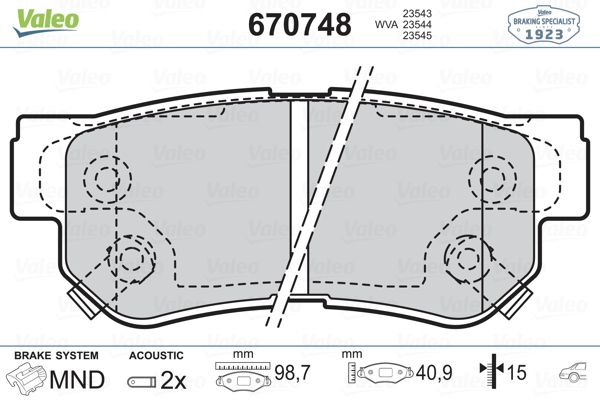 Valeo
670748
WVA
23543
23544
23545
Valeo
BRAKING SPECIALIST
SINCE
1923
BRAKE SYSTEM
MND
ACOUSTIC
2x
mm
98,7
mm
40,9
15